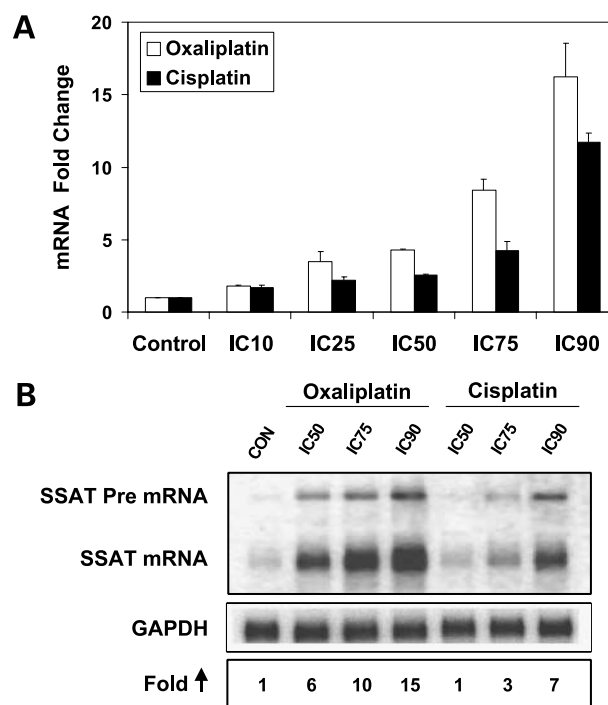 A
20
15
10
5
0
mRNA Fold Change
Oxaliplatin
Cisplatin
Control IC10 IC25 IC50 IC75 IC90
B
Oxaliplatin Cisplatin
CON IC50 IC75 IC90 IC50 IC75 IC90
SSAT Pre mRNA
SSAT mRNA
GAPDH
Fold ↑ 1 6 10 15 1 3 7